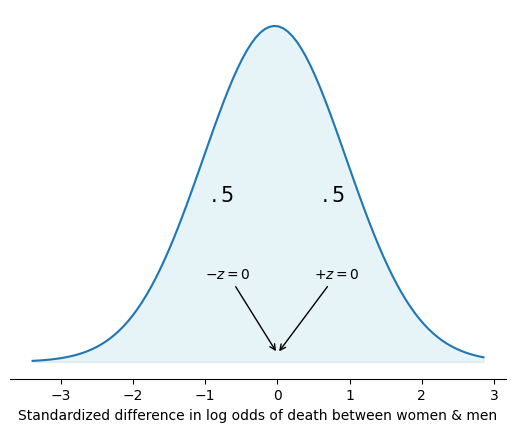 .5 .5
−z = 0 +z = 0
−3 −2 −1 0 1 2 3
Standardized difference in log odds of death between women & men